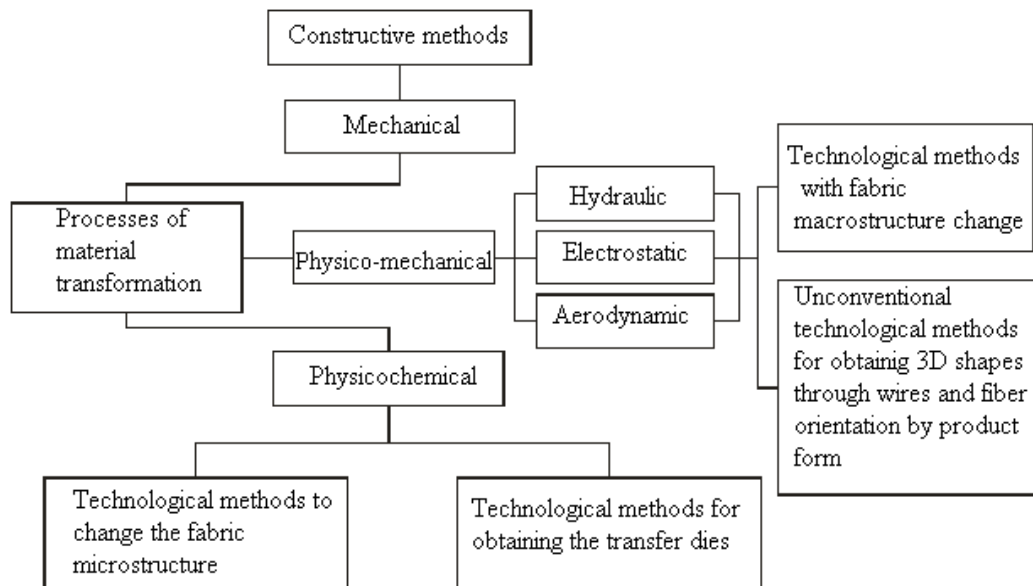 Constructive methods
Mechanical
Processes of
material
transformation
Physico-mechanical
Hydraulic
Electrostatic
Aerodynamic
Technological methods
with fabric
macrostructure change
Unconventional
technological methods
for obtainig 3D shapes
through wires and fiber
orientation by product
form
Physicochemical
Technological methods to
change the fabric
microstructure
Technological methods for
obtaining the transfer dies